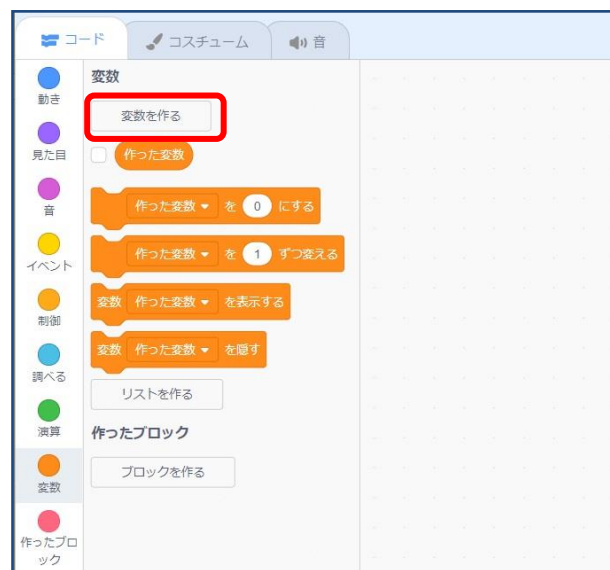 コード
コスチューム
音
動き
見た目
音
イベント
制御
調べる
演算
変数
作ったブロ
ック
変数
変数を作る
作った変数
作った変数 を 0 にする
作った変数 を 1 ずつ変える
変数 作った変数 を表示する
変数 作った変数 を隠す
リストを作る
作ったブロック
ブロックを作る